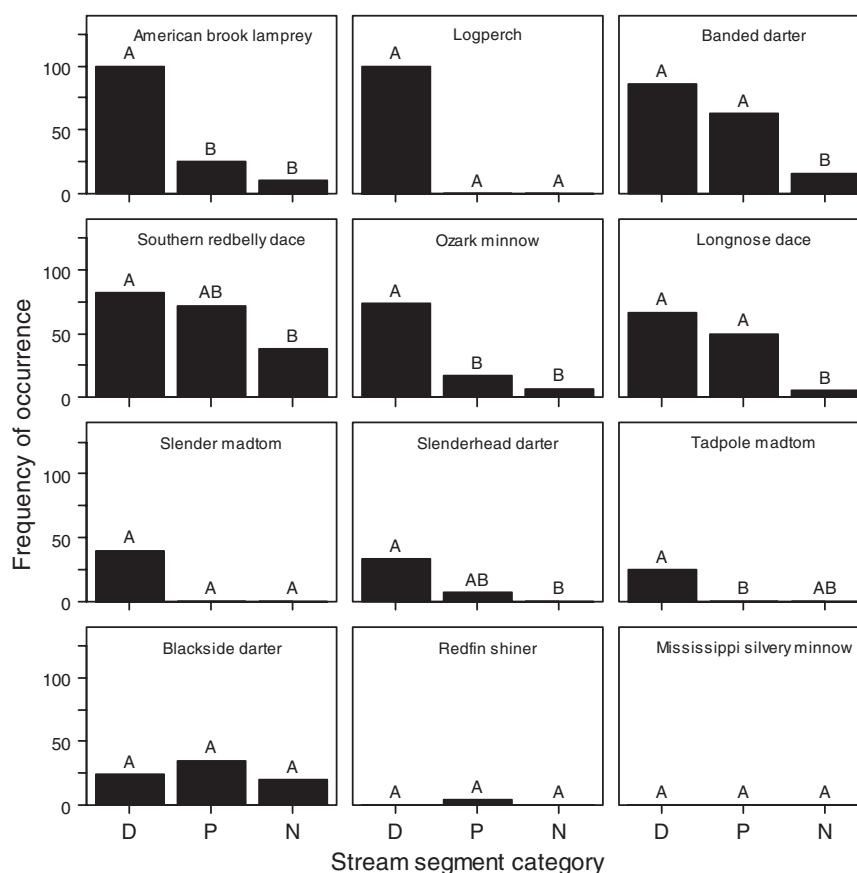 American brook lamprey
Logperch
Banded darter
100
50
0
A
B
B
A
A
A
A
A
B
Southern redbelly dace
Ozark minnow
Longnose dace
100
50
0
A
AB
B
A
B
B
A
A
B
Slender madtom
Slenderhead darter
Tadpole madtom
100
50
0
A
A
A
A
AB
B
A
B
AB
Blackside darter
Redfin shiner
Mississippi silvery minnow
100
50
0
A
A
A
A
A
A
A
A
A
D P N
D P N
D P N
Frequency of occurrence
Stream segment category